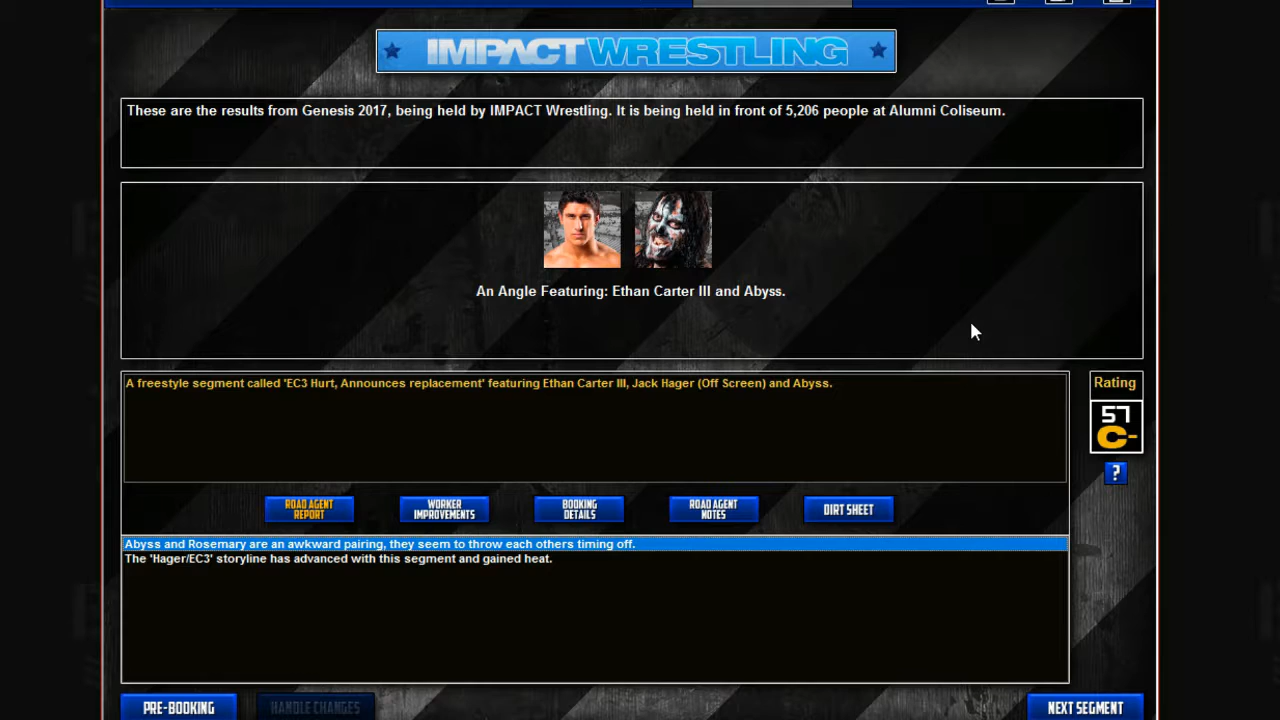 IMPACT WRESTLING
These are the results from Genesis 2017, being held by IMPACT Wrestling. It is being held in front of 5,206 people at Alumni Coliseum.
An Angle Featuring: Ethan Carter III and Abyss.
A freestyle segment called 'EC3 Hurt, Announces replacement' featuring Ethan Carter III, Jack Hager (Off Screen) and Abyss.
Rating
57
C-
?
ROAD AGENT
REPORT
WORKER
IMPROVEMENTS
BOOKING
DETAILS
ROAD AGENT
NOTES
DIRT SHEET
Abyss and Rosemary are an awkward pairing, they seem to throw each others timing off.
The 'Hager/EC3' storyline has advanced with this segment and gained heat.
PRE-BOOKING
HANDLE CHANGES
NEXT SEGMENT